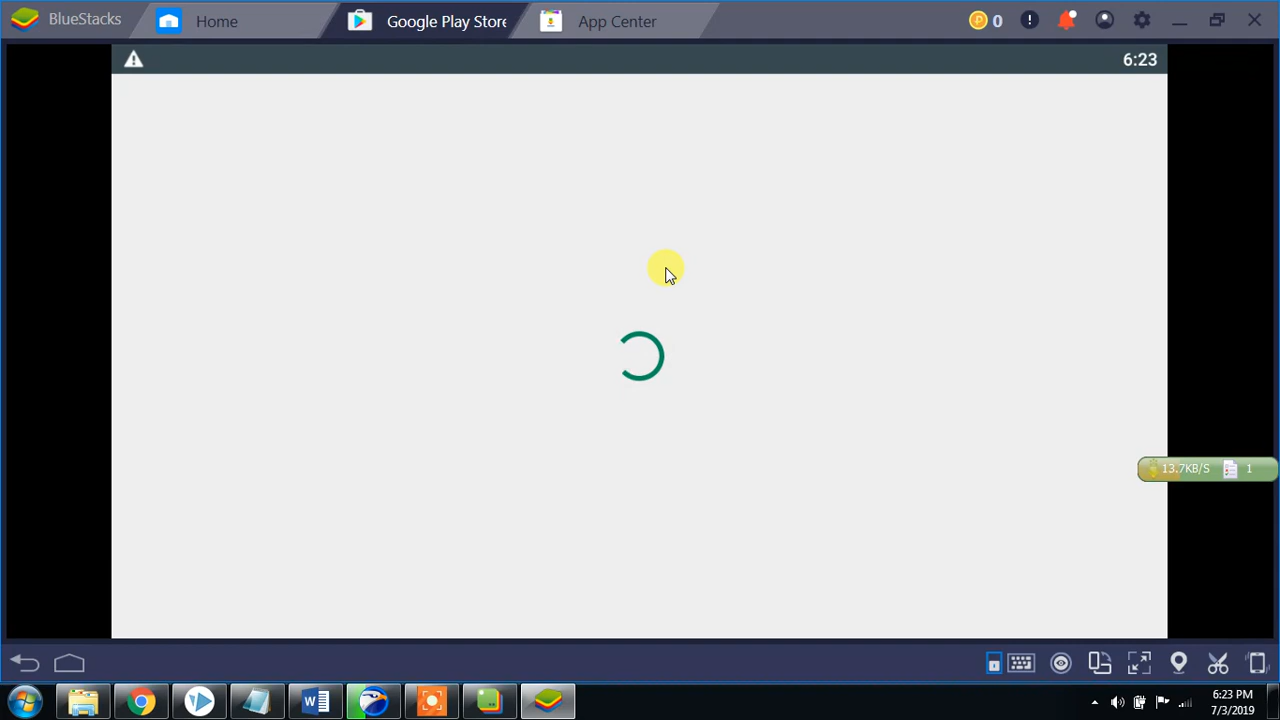 BlueStacks
Home
Google Play Store
App Center
0
6:23
13.7KB/S
1
6:23 PM
7/3/2019